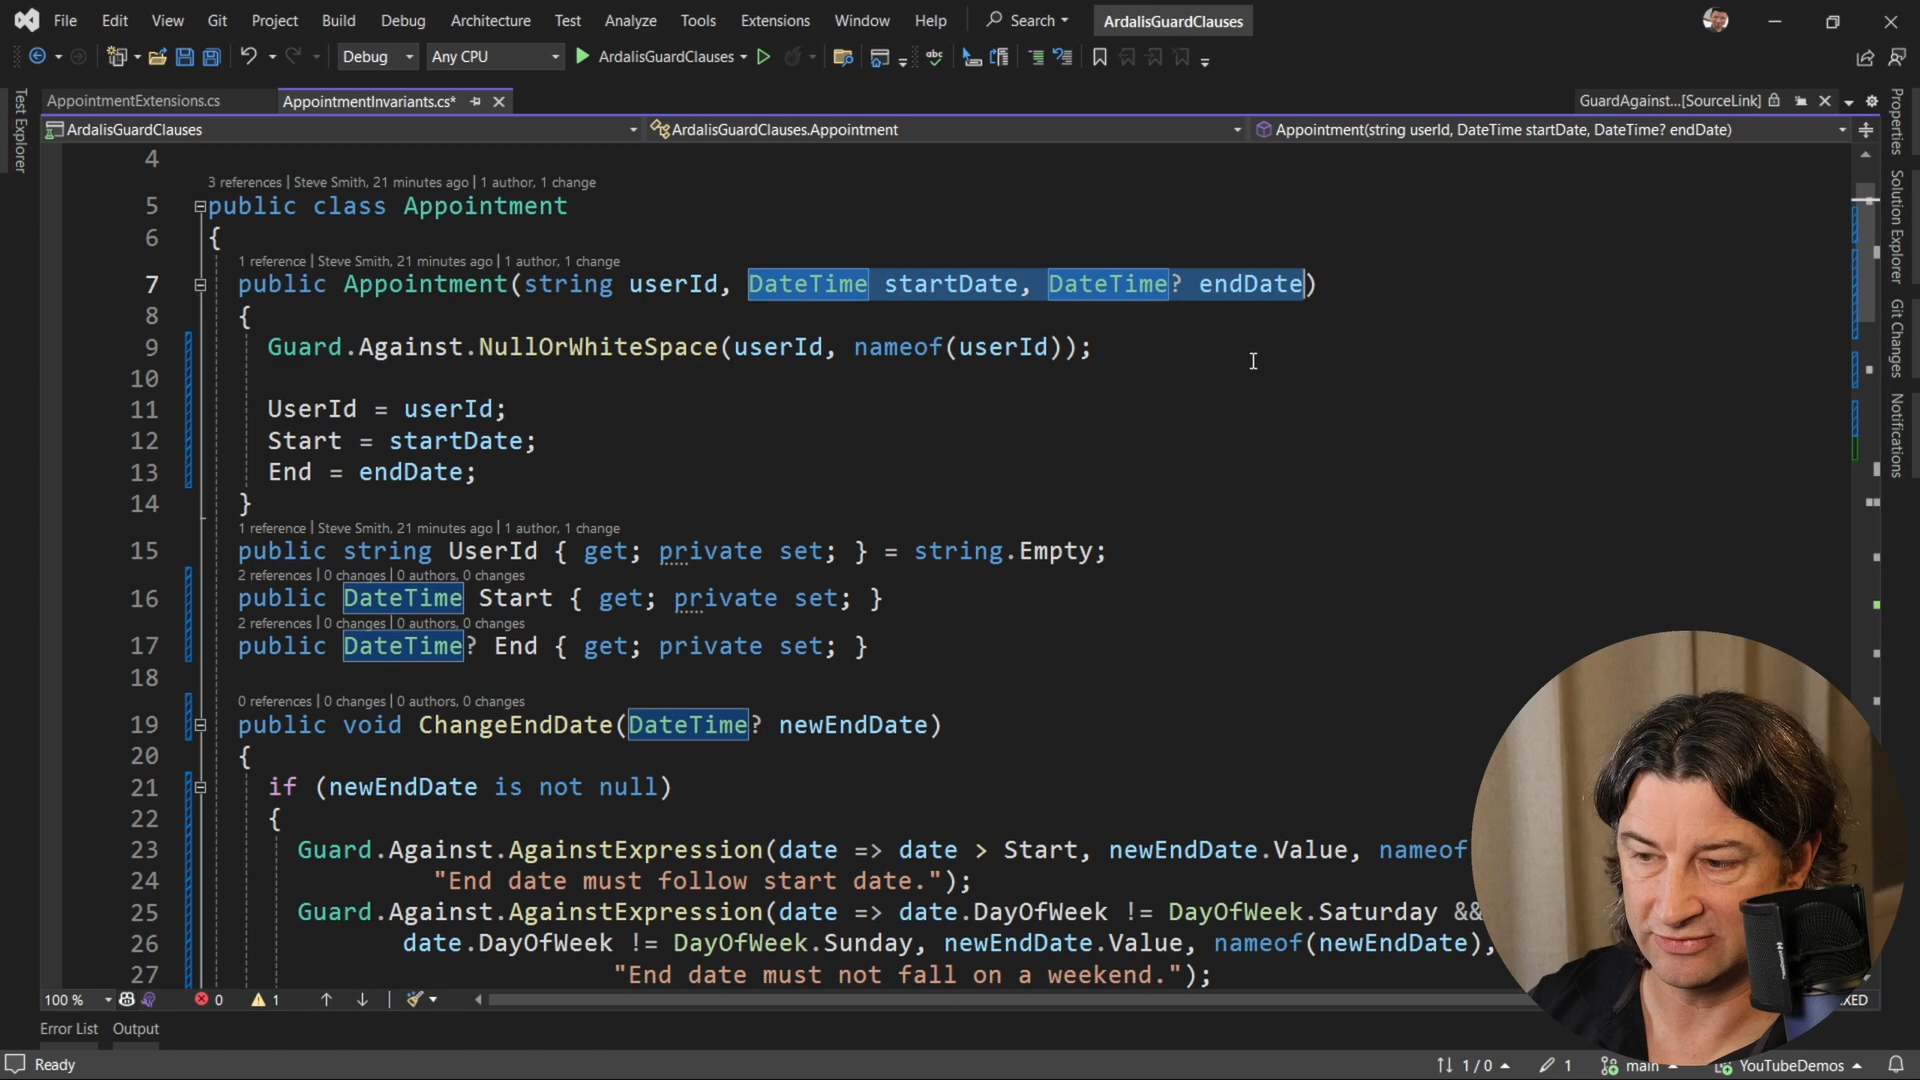 File Edit View Git Project Build Debug Architecture Test Analyze Tools Extensions Window Help Search ArdalisGuardClauses
Debug Any CPU ArdalisGuardClauses
AppointmentExtensions.cs AppointmentInvariants.cs* GuardAgainst...[SourceLink]
ArdalisGuardClauses ArdalisGuardClauses.Appointment Appointment(string userId, DateTime startDate, DateTime? endDate)
Test Explorer
Properties
Solution Explorer
Git Changes
Notifications
4
3 references | Steve Smith, 21 minutes ago | 1 author, 1 change
5 public class Appointment
6 {
1 reference | Steve Smith, 21 minutes ago | 1 author, 1 change
7 public Appointment(string userId, DateTime startDate, DateTime? endDate)
8 {
9 Guard.Against.NullOrWhiteSpace(userId, nameof(userId));
10
11 UserId = userId;
12 Start = startDate;
13 End = endDate;
14 }
1 reference | Steve Smith, 21 minutes ago | 1 author, 1 change
15 public string UserId { get; private set; } = string.Empty;
2 references | 0 changes | 0 authors, 0 changes
16 public DateTime Start { get; private set; }
2 references | 0 changes | 0 authors, 0 changes
17 public DateTime? End { get; private set; }
18
0 references | 0 changes | 0 authors, 0 changes
19 public void ChangeEndDate(DateTime? newEndDate)
20 {
21 if (newEndDate is not null)
22 {
23 Guard.Against.AgainstExpression(date => date > Start, newEndDate.Value, nameof
24 "End date must follow start date.");
25 Guard.Against.AgainstExpression(date => date.DayOfWeek != DayOfWeek.Saturday &&
26 date.DayOfWeek != DayOfWeek.Sunday, newEndDate.Value, nameof(newEndDate),
27 "End date must not fall on a weekend.");
100 % 0 1 XED
Error List Output
Ready 1 / 0 1 main YouTubeDemos